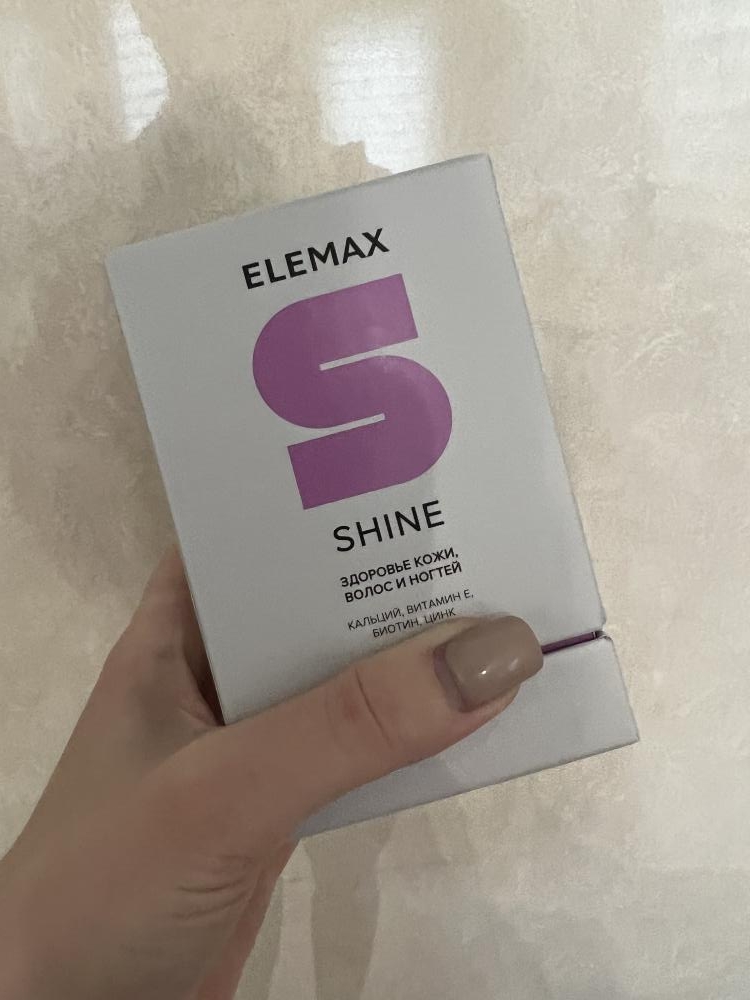 ELEMAX
S
SHINE
ЗДОРОВЬЕ КОЖИ,
ВОЛОС И НОГТЕЙ
КАЛЬЦИЙ, ВИТАМИН Е,
БИОТИН, ЦИНК